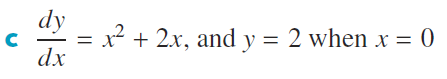 c dy/dx = x² + 2x, and y = 2 when x = 0